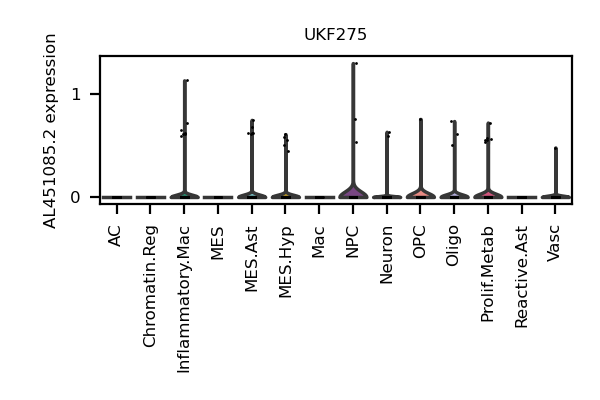 UKF275
AL451085.2 expression
1
0
AC
Chromatin.Reg
Inflammatory.Mac
MES
MES.Ast
MES.Hyp
Mac
NPC
Neuron
OPC
Oligo
Prolif.Metab
Reactive.Ast
Vasc